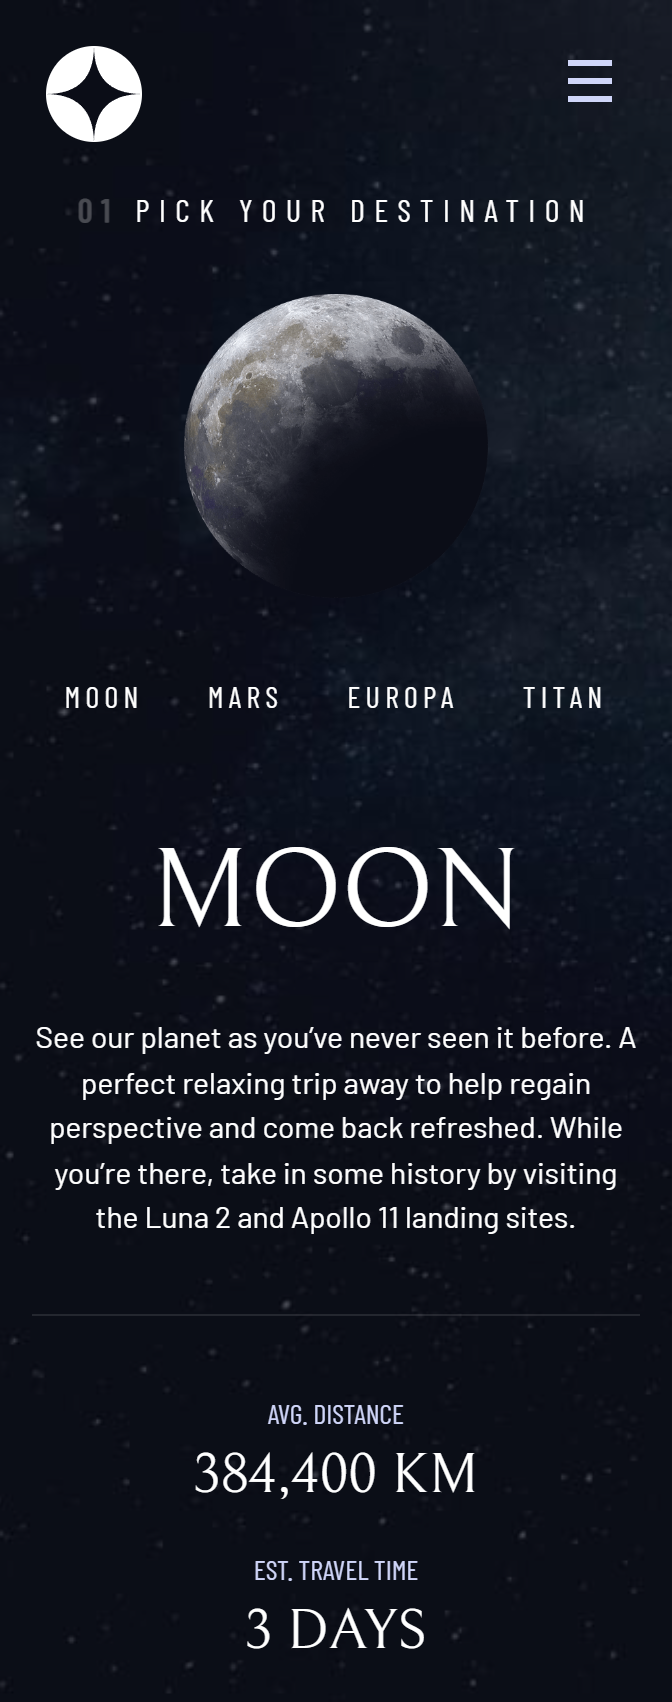 01 PICK YOUR DESTINATION
MOON MARS EUROPA TITAN
MOON
See our planet as you’ve never seen it before. A
perfect relaxing trip away to help regain
perspective and come back refreshed. While
you’re there, take in some history by visiting
the Luna 2 and Apollo 11 landing sites.
AVG. DISTANCE
384,400 KM
EST. TRAVEL TIME
3 DAYS